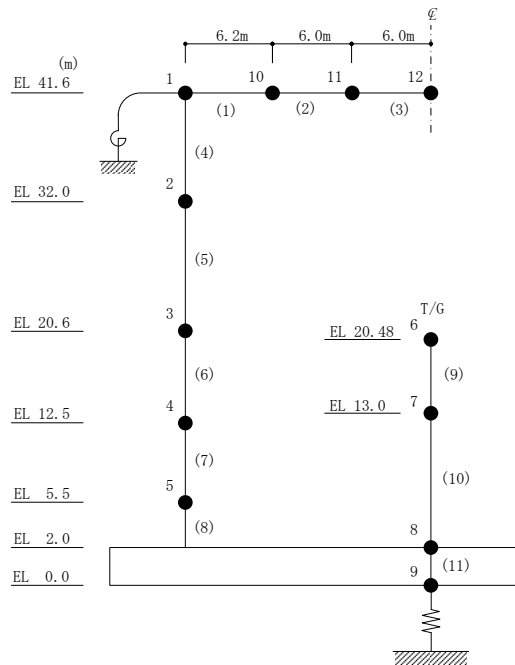 ℄
6.2m 6.0m 6.0m
(m)
EL 41.6 1 10 11 12
(1) (2) (3)
(4)
EL 32.0 2
(5)
EL 20.6 3 T/G
EL 20.48 6
(6) (9)
EL 12.5 4 EL 13.0 7
(7) (10)
EL 5.5 5
(8)
EL 2.0 8
(11)
EL 0.0 9